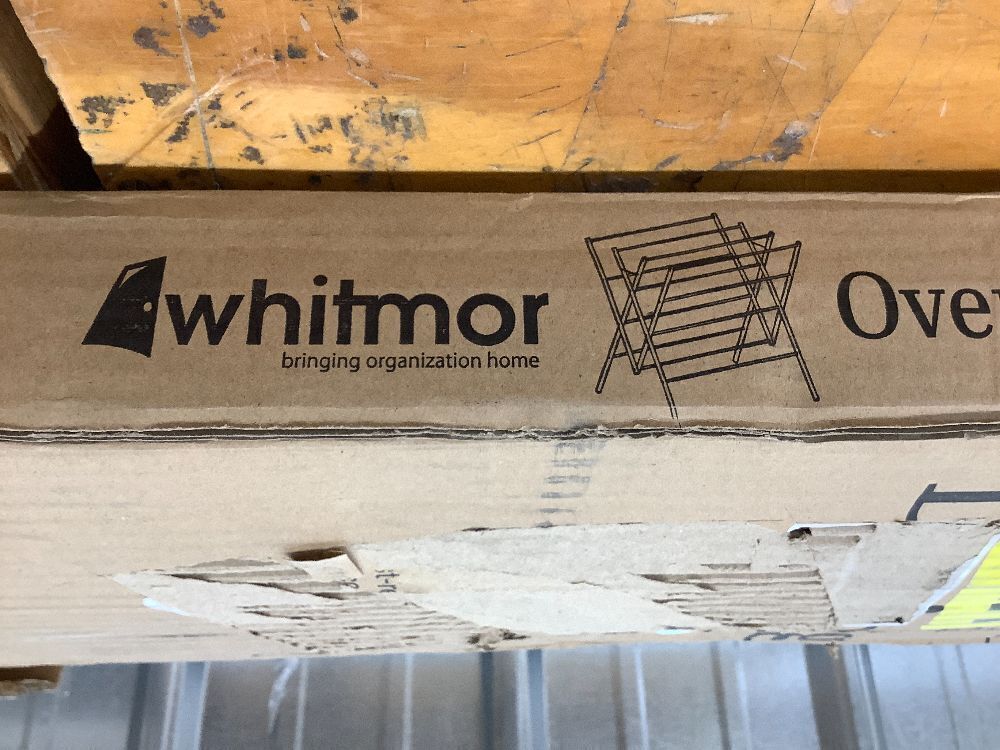 whitmor
bringing organization home
Ove